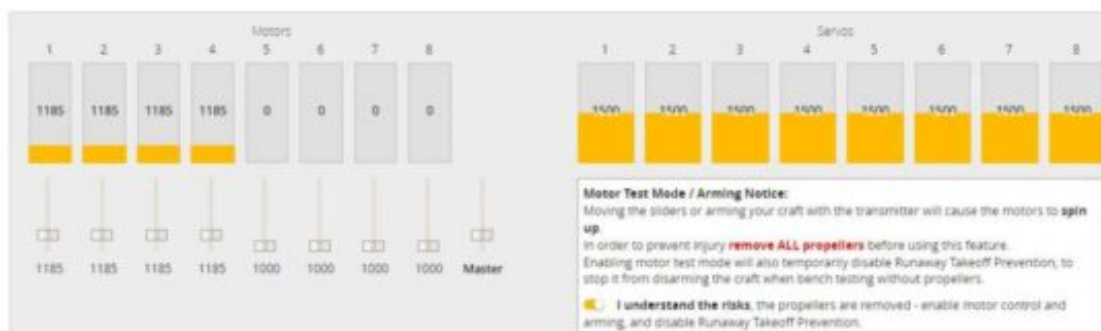 Motors
1 2 3 4 5 6 7 8
1185 1185 1185 1185 0 0 0 0
1185 1185 1185 1185 1000 1000 1000 1000 Master
Servos
1 2 3 4 5 6 7 8
1500 1500 1500 1500 1500 1500 1500 1500
Motor Test Mode / Arming Notice:
Moving the sliders or arming your craft with the transmitter will cause the motors to spin
up.
In order to prevent injury remove ALL propellers before using this feature.
Enabling motor test mode will also temporarily disable Runaway Takeoff Prevention, to
stop it from disarming the craft when bench testing without propellers.
I understand the risks, the propellers are removed - enable motor control and
arming, and disable Runaway Takeoff Prevention.